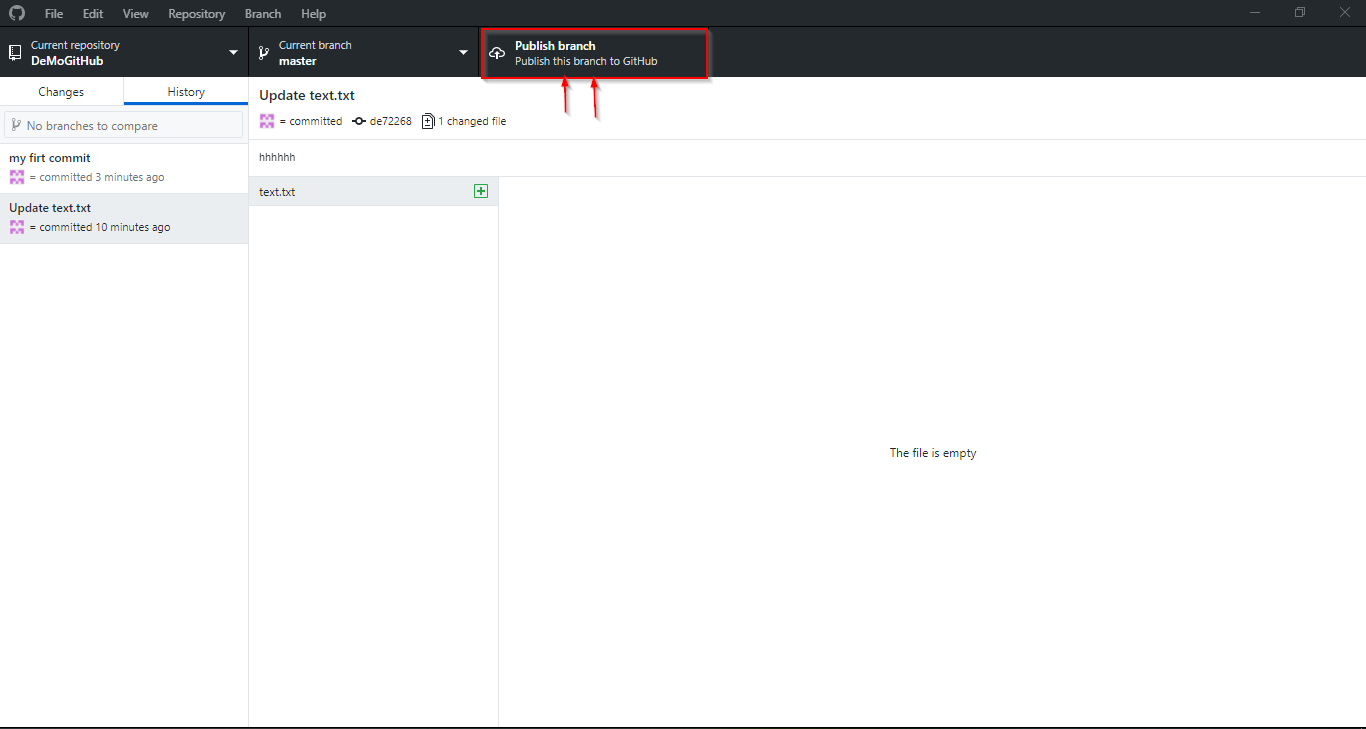 File Edit View Repository Branch Help
Current repository
DeMoGitHub
Current branch
master
Publish branch
Publish this branch to GitHub
Changes History
No branches to compare
my firt commit
= committed 3 minutes ago
Update text.txt
= committed 10 minutes ago
Update text.txt
= committed de72268 1 changed file
hhhhhh
text.txt
The file is empty